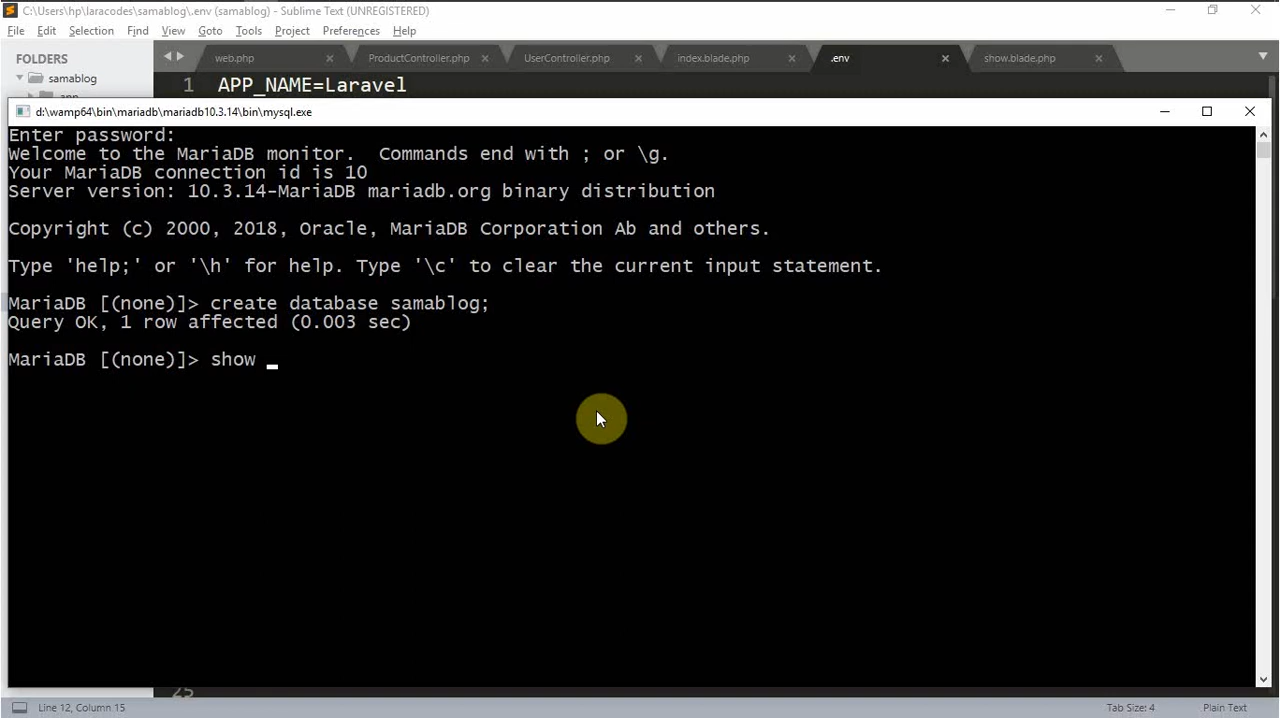 C:\Users\hp\laracodes\samablog\.env (samablog) - Sublime Text (UNREGISTERED)
File Edit Selection Find View Goto Tools Project Preferences Help
FOLDERS
samablog
web.php
ProductController.php
UserController.php
index.blade.php
.env
show.blade.php
1 APP_NAME=Laravel
d:\wamp64\bin\mariadb\mariadb10.3.14\bin\mysql.exe
Enter password:
Welcome to the MariaDB monitor.  Commands end with ; or \g.
Your MariaDB connection id is 10
Server version: 10.3.14-MariaDB mariadb.org binary distribution
Copyright (c) 2000, 2018, Oracle, MariaDB Corporation Ab and others.
Type 'help;' or '\h' for help. Type '\c' to clear the current input statement.
MariaDB [(none)]> create database samablog;
Query OK, 1 row affected (0.003 sec)
MariaDB [(none)]> show _
25
Line 12, Column 15
Tab Size: 4
Plain Text